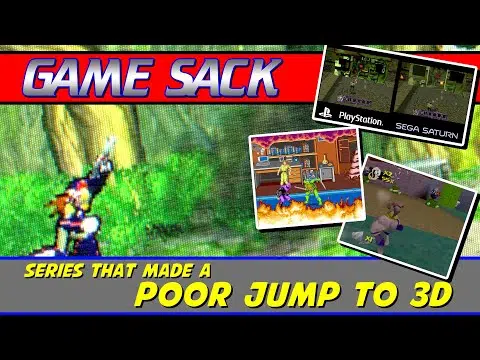 GAME SACK
PlayStation
SEGA SATURN
SERIES THAT MADE A
POOR JUMP TO 3D